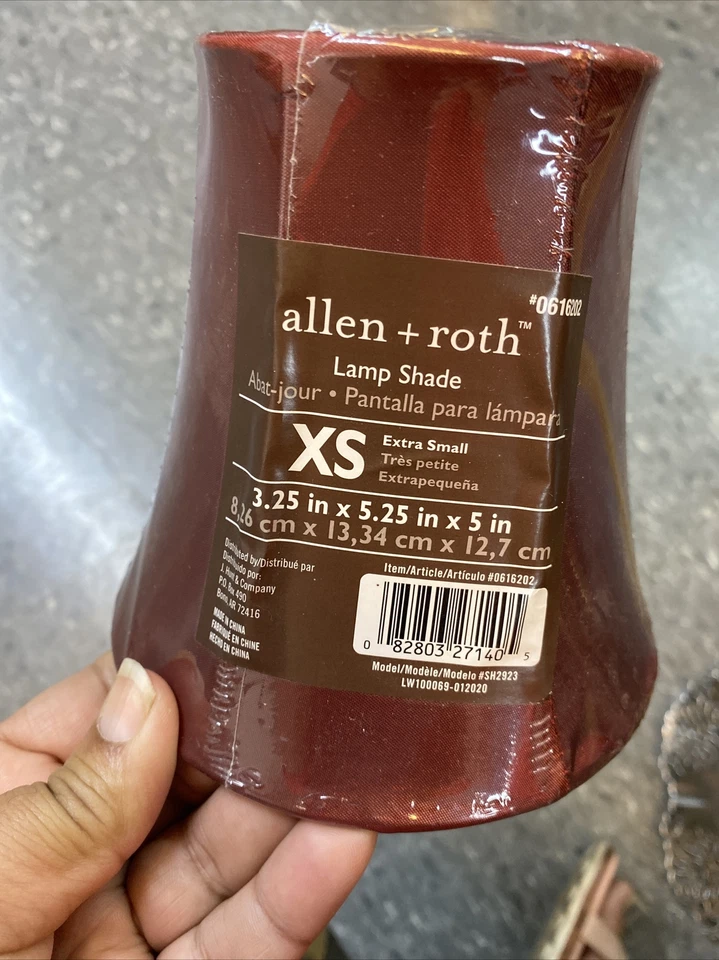 #0616202
allen + roth™
Lamp Shade
Abat-jour • Pantalla para lámpara
XS
Extra Small
Très petite
Extrapequeña
3.25 in x 5.25 in x 5 in
8,26 cm x 13,34 cm x 12,7 cm
Distributed by/Distribué par
Distribuido por:
J. Hunt & Company
P.O. Box 490
Bono, AR 72416
MADE IN CHINA
FABRIQUÉ EN CHINE
HECHO EN CHINA
Item/Article/Artículo #0616202
0 82803 27140 5
Model/Modèle/Modelo #SH2923
LW100069-012020